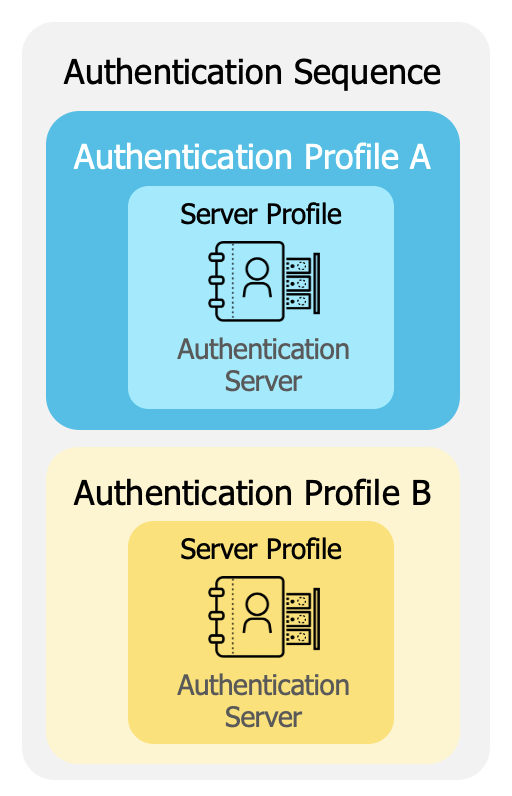 Authentication Sequence
Authentication Profile A
Server Profile
Authentication
Server
Authentication Profile B
Server Profile
Authentication
Server